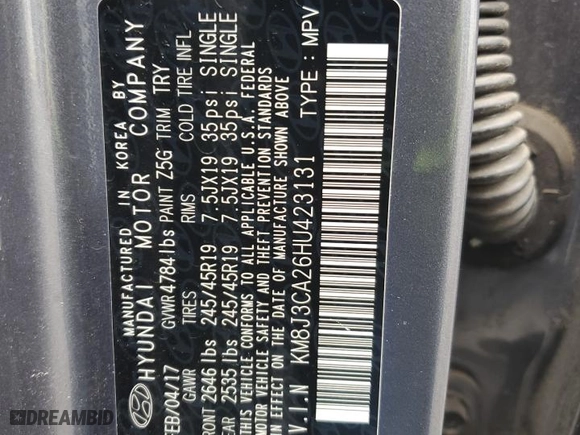 MANUFACTURED IN KOREA BY
HYUNDAI MOTOR COMPANY
FEB/04/17 GVWR 4784 lbs PAINT Z5G TRIM TRY
GAWR TIRES RIMS COLD TIRE INFL
FRONT 2646 lbs 245/45R19 7.5JX19 35psi SINGLE
REAR 2535 lbs 245/45R19 7.5JX19 35psi SINGLE
THIS VEHICLE CONFORMS TO ALL APPLICABLE U.S.A. FEDERAL
MOTOR VEHICLE SAFETY AND THEFT PREVENTION STANDARDS
IN EFFECT ON THE DATE OF MANUFACTURE SHOWN ABOVE
V.I.N KM8J3CA26HU423131 TYPE : MPV
DREAMBID